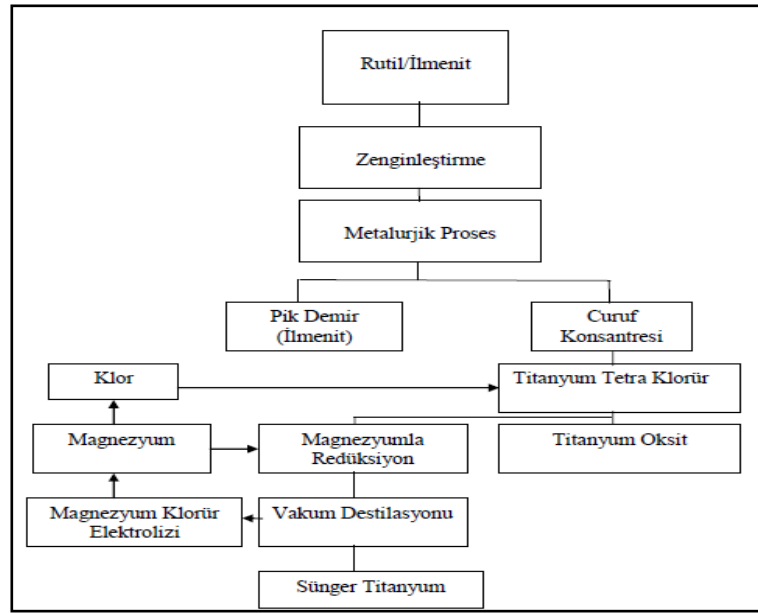 Rutil/İlmenit
Zenginleştirme
Metalurjik Proses
Pik Demir
(İlmenit)
Curuf
Konsantresi
Klor
Titanyum Tetra Klorür
Magnezyum
Magnezyumla
Redüksiyon
Titanyum Oksit
Magnezyum Klorür
Elektrolizi
Vakum Destilasyonu
Sünger Titanyum